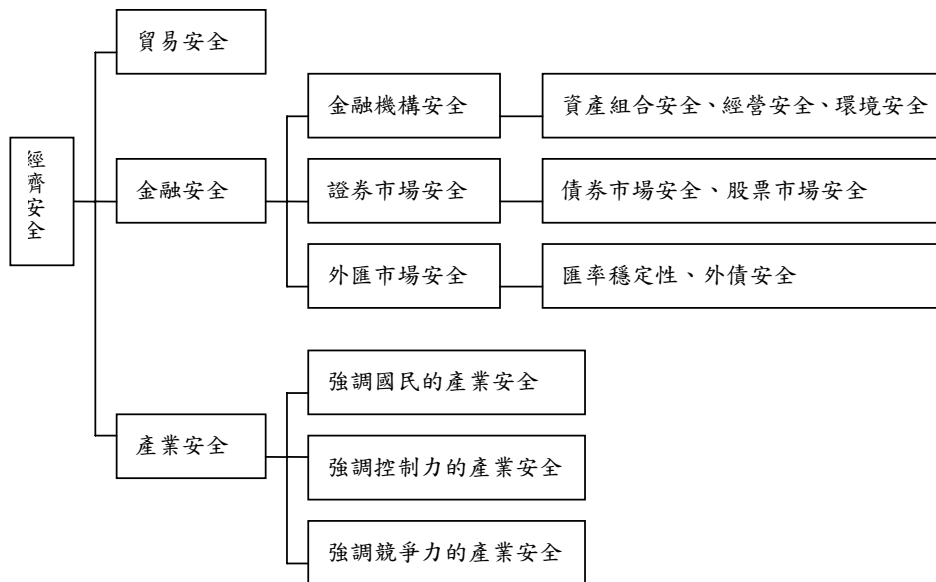 貿易安全
金融機構安全
資產組合安全、經營安全、環境安全
經濟安全
金融安全
證券市場安全
債券市場安全、股票市場安全
外匯市場安全
匯率穩定性、外債安全
強調國民的產業安全
產業安全
強調控制力的產業安全
強調競爭力的產業安全